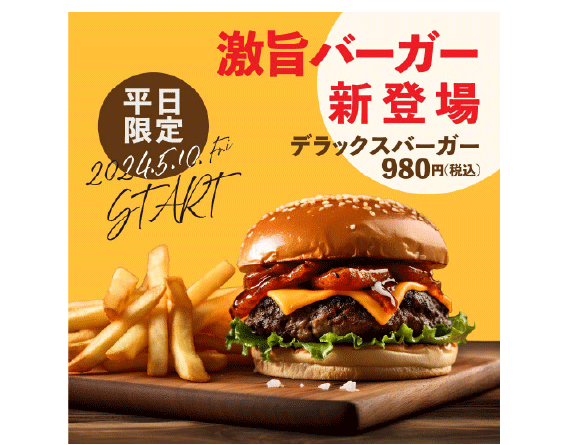 激旨バーガー
新登場
デラックスバーガー
980円(税込)
平日
限定
2024.5.10. Fri
START